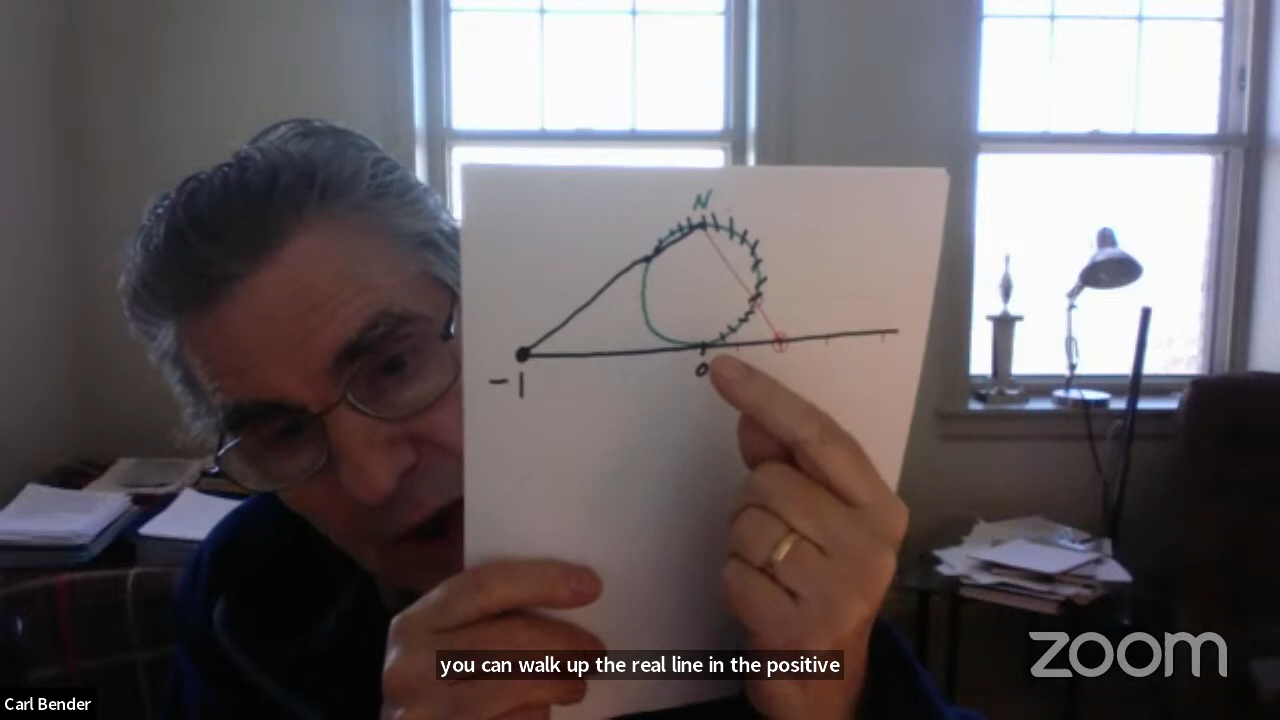 N
-1
0
you can walk up the real line in the positive
zoom
Carl Bender